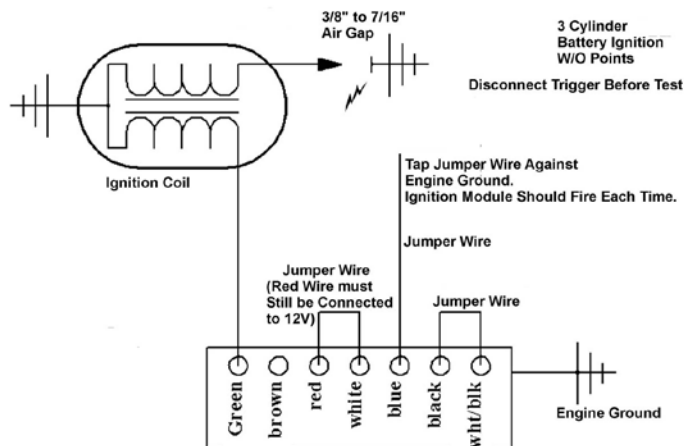 3/8" to 7/16"
Air Gap
3 Cylinder
Battery Ignition
W/O Points
Disconnect Trigger Before Test
Ignition Coil
Tap Jumper Wire Against
Engine Ground.
Ignition Module Should Fire Each Time.
Jumper Wire
Jumper Wire
(Red Wire must
Still be Connected
to 12V)
Jumper Wire
Green
brown
red
white
blue
black
wht/blk
Engine Ground